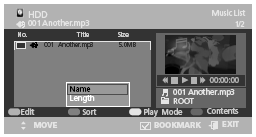 HDD Music List
001 Another.mp3 1/2
No. Title Size
001 Another.mp3 5.0MB
00:00:00
Name
Length
001 Another.mp3
ROOT
Edit Sort Play Mode Contents
MOVE BOOKMARK EXIT